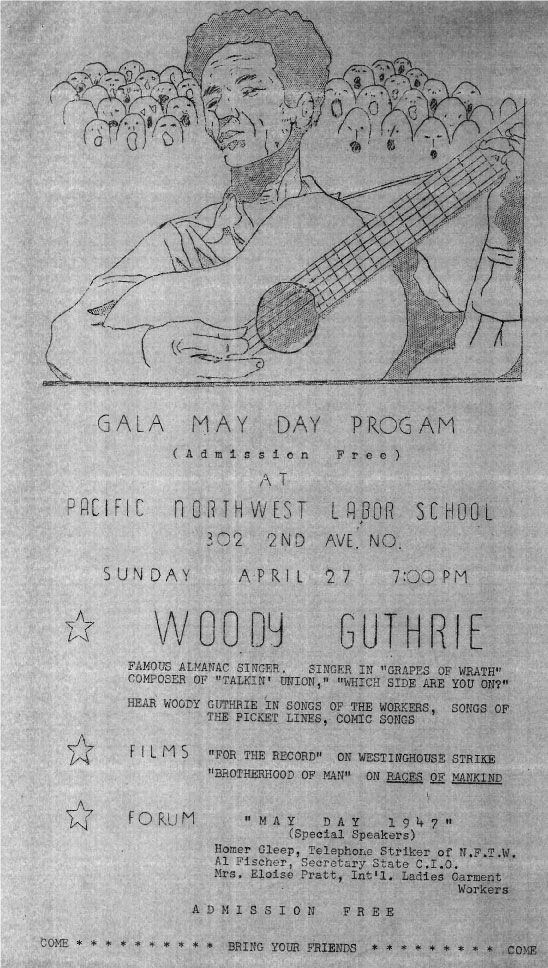 GALA MAY DAY PROGAM
(Admission Free)
AT
PACIFIC NORTHWEST LABOR SCHOOL
302 2ND AVE. NO.
SUNDAY APRIL 27 7:00 PM
WOODY GUTHRIE
FAMOUS ALMANAC SINGER. SINGER IN "GRAPES OF WRATH"
COMPOSER OF "TALKIN' UNION," "WHICH SIDE ARE YOU ON?"
HEAR WOODY GUTHRIE IN SONGS OF THE WORKERS, SONGS OF
THE PICKET LINES, COMIC SONGS
FILMS "FOR THE RECORD" ON WESTINGHOUSE STRIKE
"BROTHERHOOD OF MAN" ON RACES OF MANKIND
FORUM "MAY DAY 1947"
(Special Speakers)
Homer Gleep, Telephone Striker of N.F.T.W.
Al Fischer, Secretary State C.I.O.
Mrs. Eloise Pratt, Int'l. Ladies Garment
Workers
ADMISSION FREE
COME * * * * * * * * * * BRING YOUR FRIENDS * * * * * * * * * COME